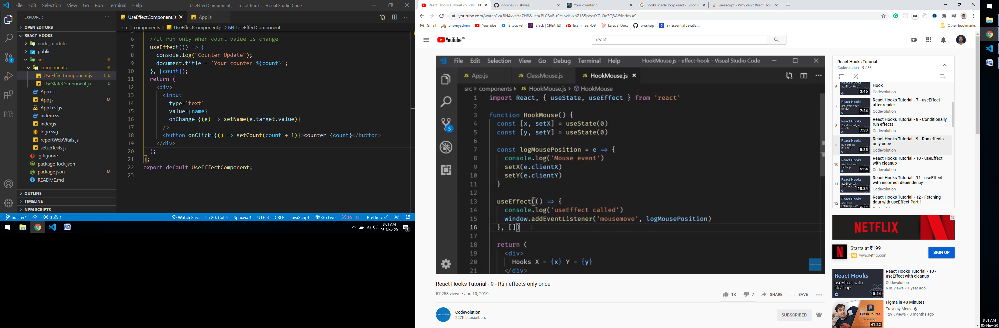 File Edit Selection View Go Run Terminal Help
UseEffectComponent.js - react-hooks - Visual Studio Code
EXPLORER
OPEN EDITORS
REACT-HOOKS
node_modules
public
src
components
UseEffectComponent.js 1, U
UseStateComponent.js U
App.css
App.js M
App.test.js
index.css
index.js
logo.svg
reportWebVitals.js
setupTests.js
.gitignore
package-lock.json
package.json M
README.md
OUTLINE
TIMELINE
NPM SCRIPTS
4
UseEffectComponent.js
App.js
src > components > UseEffectComponent.js > UseEffectComponent
6 //it run only when count value is change
7 useEffect(() => {
8 console.log("Counter Update");
9 document.title = `Your counter ${count}`;
10 }, [count]);
11 return (
12 <div>
13 <input
14 type='text'
15 value={name}
16 onChange={(e) => setName(e.target.value)}
17 />
18 <button onClick={() => setCount(count + 1)}>counter {count}</button>
19 </div>
20 );
21 };
22 export default UseEffectComponent;
23
master* 0 1 Watch Sass Ln 20, Col 5 Spaces: 4 UTF-8 CRLF JavaScript Go Live ESLINT Prettier: ✓
8:01 AM
05-Nov-20
1
React Hooks Tutorial - 9 - Ru
gopinav (Vishwas)
Your counter 5
hooks inside loop react - Google
javascript - Why can't React Hoo
youtube.com/watch?v=BH4xvzHa7H8&list=PLC3y8-rFHvwisvxhZ135pogtX7_Oe3Q3A&index=9
Gmail phpmyadmin YouTube Bitbucket Slack | CREATES Examineer-DB Laravel Docs proshop 37 Essential JavaScr... Other bookmarks
YouTube IN
react
File Edit Selection View Go Debug Terminal Help
HookMouse.js - effect-hook - Visual Studio Code
JS App.js JS ClassMouse.js JS HookMouse.js
src components JS HookMouse.js HookMouse
5
1 import React, { useState, useEffect } from 'react'
2
3 function HookMouse() {
4 const [x, setX] = useState(0)
5 const [y, setY] = useState(0)
6
7 const logMousePosition = e => {
8 console.log('Mouse event')
9 setX(e.clientX)
10 setY(e.clientY)
11 }
12
13 useEffect(() => {
14 console.log('useEffect called')
15 window.addEventListener('mousemove', logMousePosition)
16 }, [])
17
18 return (
19 <div>
20 Hooks X - {x} Y - {y}
21 </div>
React Hooks Tutorial - 9 - Run effects only once
57,253 views • Jun 10, 2019
1K 7 SHARE SAVE
Codevolution
227K subscribers
SUBSCRIBED
React Hooks Tutorial
Codevolution - 9 / 33
6 3:46 Hook
Codevolution
7 React Hooks useEffect after render 7:24
React Hooks Tutorial - 7 - useEffect after render
Codevolution
8 React Hooks Conditionally run effects 7:39
React Hooks Tutorial - 8 - Conditionally run effects
Codevolution
React Hooks Run effects only once 5:25
React Hooks Tutorial - 9 - Run effects only once
Codevolution
10 React Hooks useEffect with cleanup 5:54
React Hooks Tutorial - 10 - useEffect with cleanup
Codevolution
11 React Hooks useEffect with 10:24
React Hooks Tutorial - 11 - useEffect with incorrect dependency
Codevolution
12 React Hooks useEffect
React Hooks Tutorial - 12 - Fetching data with useEffect Part 1
NETFLIX
Starts at ₹199
Ad www.netflix.com
SIGN UP
React Hooks
useEffect with
cleanup
5:54
React Hooks Tutorial - 10 -
useEffect with cleanup
Codevolution
61K views • 1 year ago
Crash Course
41:22
Figma in 40 Minutes
Traversy Media
129K views • 3 months ago
8:01 AM
05-Nov-20